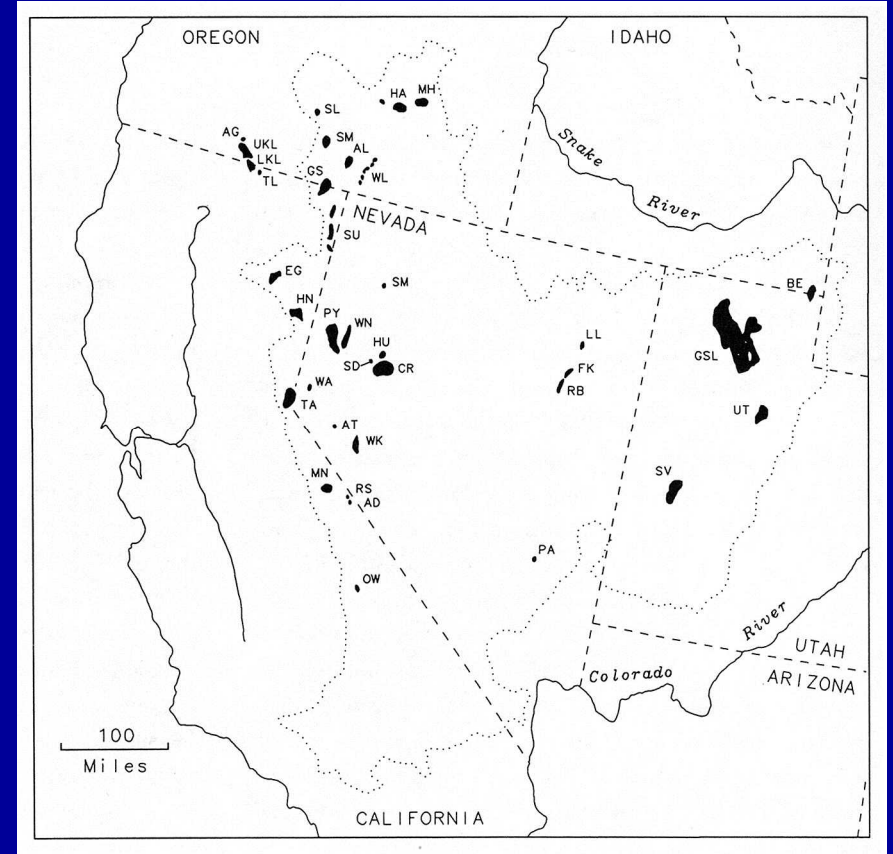 OREGON
IDAHO
HA
MH
SL
AG
UKL
SM
AL
LKL
TL
GS
WL
Snake
River
NEVADA
SU
EG
SM
BE
HN
PY
WN
LL
HU
SD
CR
GSL
FK
RB
WA
TA
UT
AT
WK
SV
MN
RS
AD
PA
OW
River
UTAH
Colorado
ARIZONA
100
Miles
CALIFORNIA